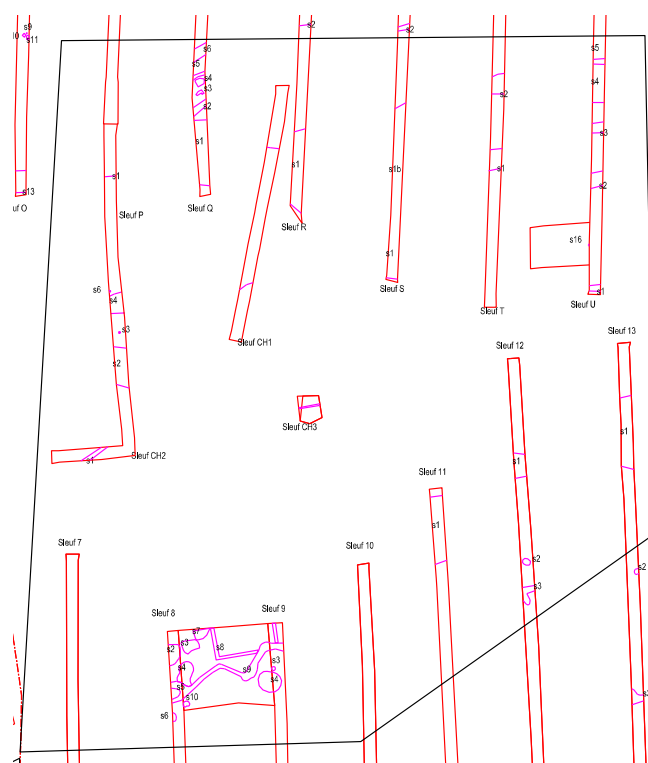 s9
s11
s13
s1
Sleuf P
s6
s4
s3
s2
s1
Sleuf CH2
s6
s5
s4
s3
s2
s1
Sleuf Q
s2
s1
Sleuf R
Sleuf CH1
Sleuf CH3
s2
s1b
s1
Sleuf S
s2
s1
Sleuf T
s5
s4
s3
s2
s16
s1
Sleuf U
Sleuf 12
s1
s2
s3
Sleuf 13
s1
s2
Sleuf 11
s1
Sleuf 10
Sleuf 7
Sleuf 8
Sleuf 9
s7
s3
s2
s8
s3
s4
s9
s4
s10
s6